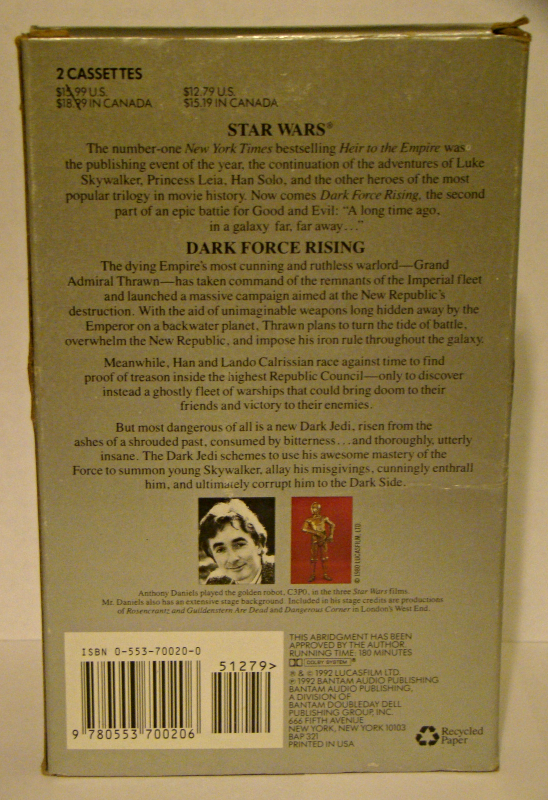 2 CASSETTES
$15.99 U.S. $12.79 U.S.
$18.99 IN CANADA $15.19 IN CANADA
STAR WARS®
The number-one New York Times bestselling Heir to the Empire was
the publishing event of the year, the continuation of the adventures of Luke
Skywalker, Princess Leia, Han Solo, and the other heroes of the most
popular trilogy in movie history. Now comes Dark Force Rising, the second
part of an epic battle for Good and Evil: “A long time ago,
in a galaxy far, far away...”
DARK FORCE RISING
The dying Empire's most cunning and ruthless warlord—Grand
Admiral Thrawn—has taken command of the remnants of the Imperial fleet
and launched a massive campaign aimed at the New Republic's
destruction. With the aid of unimaginable weapons long hidden away by the
Emperor on a backwater planet, Thrawn plans to turn the tide of battle,
overwhelm the New Republic, and impose his iron rule throughout the galaxy.
Meanwhile, Han and Lando Calrissian race against time to find
proof of treason inside the highest Republic Council—only to discover
instead a ghostly fleet of warships that could bring doom to their
friends and victory to their enemies.
But most dangerous of all is a new Dark Jedi, risen from the
ashes of a shrouded past, consumed by bitterness...and thoroughly, utterly
insane. The Dark Jedi schemes to use his awesome mastery of the
Force to summon young Skywalker, allay his misgivings, cunningly enthrall
him, and ultimately corrupt him to the Dark Side.
© 1980 LUCASFILM, LTD.
Anthony Daniels played the golden robot, C3P0, in the three Star Wars films.
Mr. Daniels also has an extensive stage background. Included in his stage credits are productions
of Rosencrantz and Guildenstern Are Dead and Dangerous Corner in London's West End.
ISBN 0-553-70020-0
51279>
9 780553 700206
THIS ABRIDGMENT HAS BEEN
APPROVED BY THE AUTHOR.
RUNNING TIME: 180 MINUTES
DOLBY SYSTEM®
℗ & © 1992 LUCASFILM LTD.
℗ 1992 BANTAM AUDIO PUBLISHING
BANTAM AUDIO PUBLISHING,
A DIVISION OF
BANTAM DOUBLEDAY DELL
PUBLISHING GROUP, INC.
666 FIFTH AVENUE
NEW YORK, NEW YORK 10103
BAP 321
PRINTED IN USA
Recycled
Paper